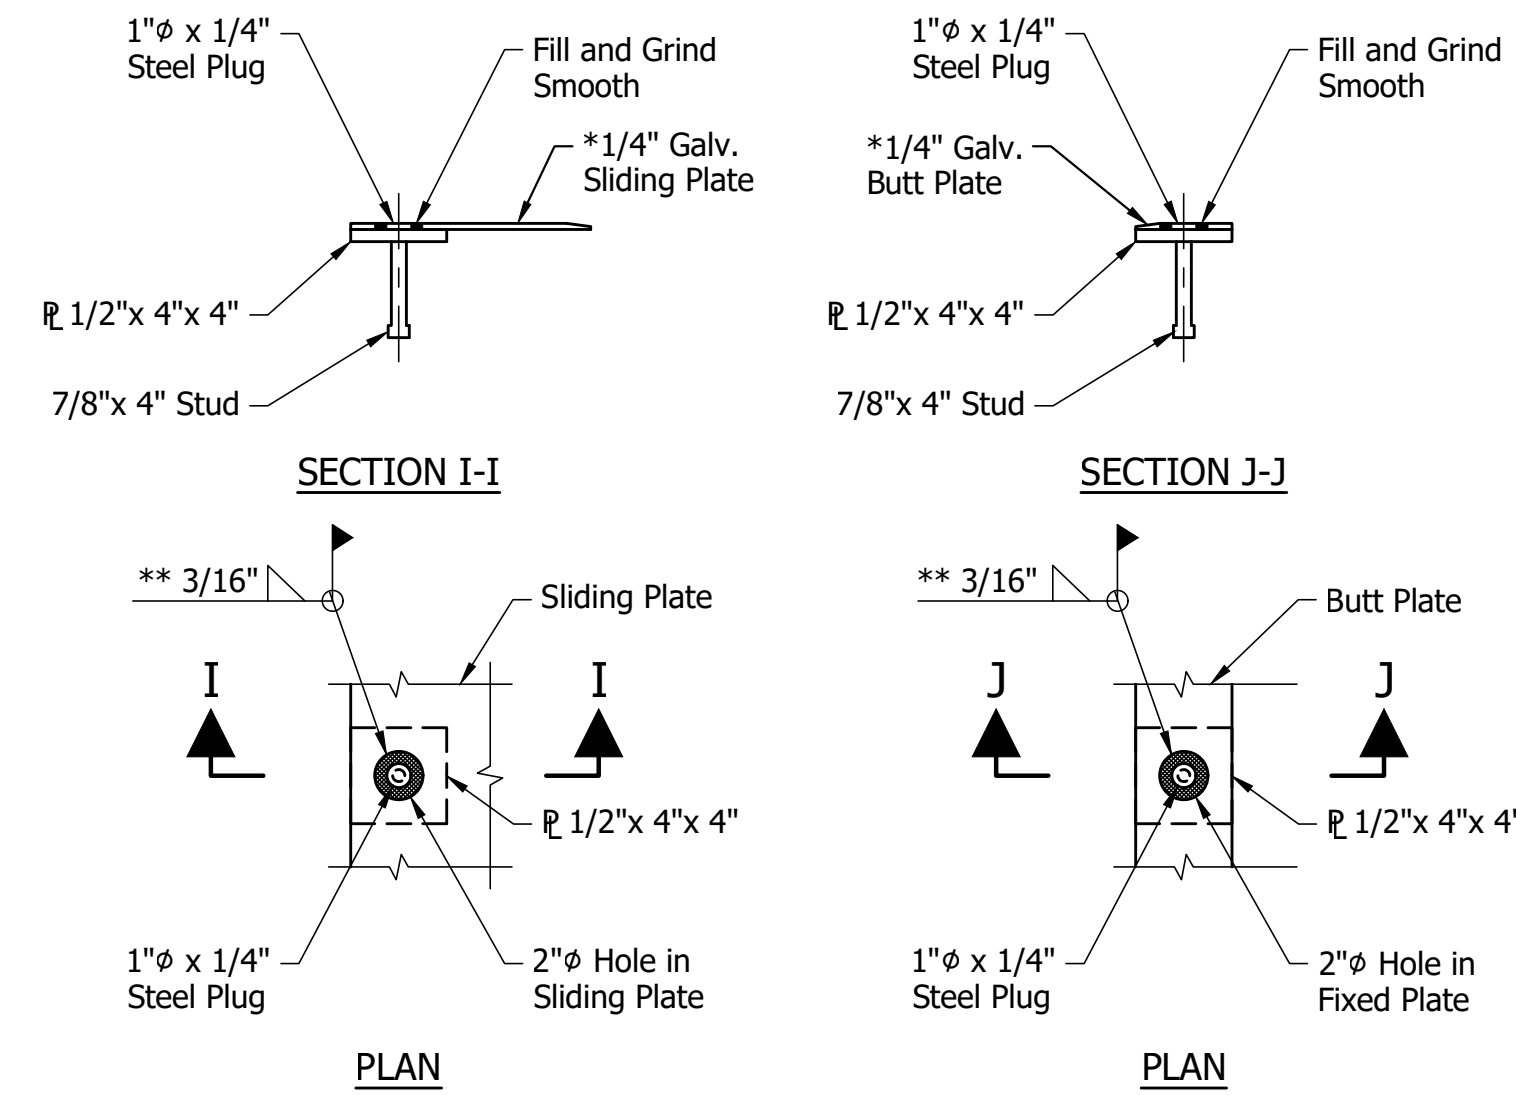 1"φ x 1/4"
Steel Plug
Fill and Grind
Smooth
*1/4" Galv.
Sliding Plate
℄ 1/2"x 4"x 4"
7/8"x 4" Stud
SECTION I-I
1"φ x 1/4"
Steel Plug
Fill and Grind
Smooth
*1/4" Galv.
Butt Plate
PL 1/2"x 4"x 4"
7/8"x 4" Stud
SECTION J-J
** 3/16"
Sliding Plate
I
I
PL 1/2"x 4"x 4"
1"φ x 1/4"
Steel Plug
2"φ Hole in
Sliding Plate
PLAN
** 3/16"
Butt Plate
J
J
PL 1/2"x 4"x 4"
1"φ x 1/4"
Steel Plug
2"φ Hole in
Fixed Plate
PLAN